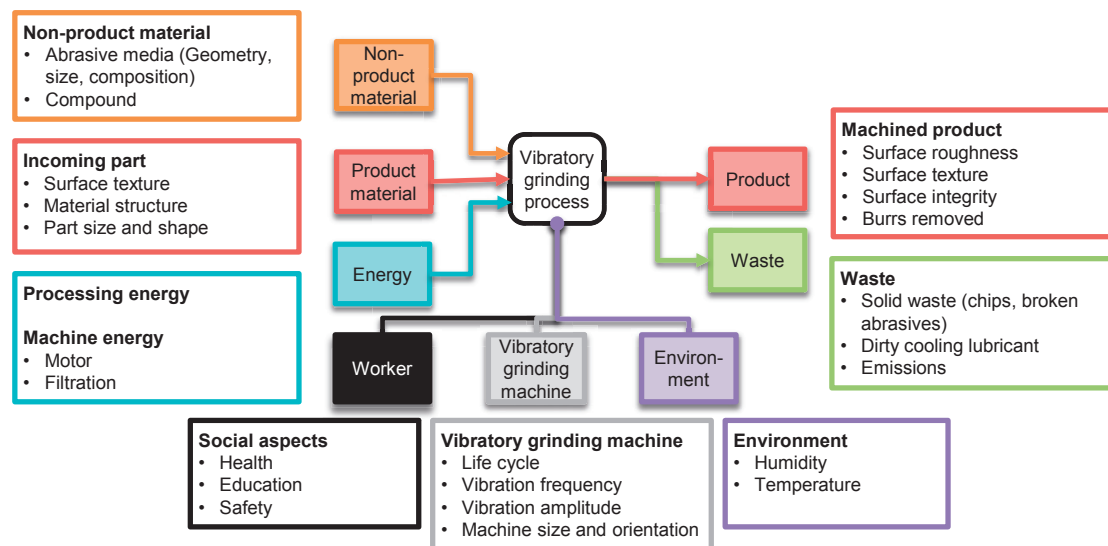 Non-product material
• Abrasive media (Geometry,
size, composition)
• Compound
Incoming part
• Surface texture
• Material structure
• Part size and shape
Processing energy
Machine energy
• Motor
• Filtration
Non-
product
material
Product
material
Energy
Vibratory
grinding
process
Product
Waste
Worker
Vibratory
grinding
machine
Environ-
ment
Machined product
• Surface roughness
• Surface texture
• Surface integrity
• Burrs removed
Waste
• Solid waste (chips, broken
abrasives)
• Dirty cooling lubricant
• Emissions
Social aspects
• Health
• Education
• Safety
Vibratory grinding machine
• Life cycle
• Vibration frequency
• Vibration amplitude
• Machine size and orientation
Environment
• Humidity
• Temperature